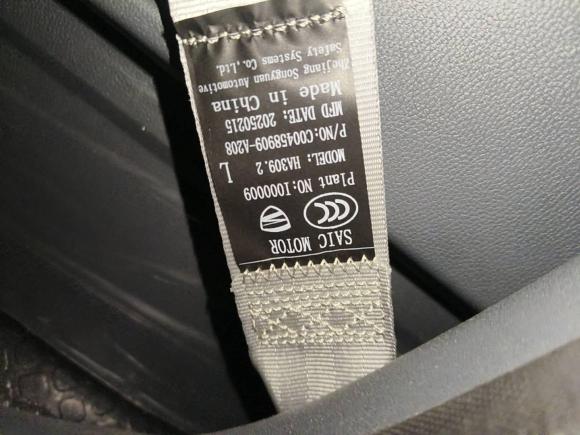 SAIC MOTOR
CCC
Plant NO:I000009
MODEL: HA309.2 L
P/NO:C00458909-A208
MFD DATE: 20250215
Made in China
Zhejiang Songyuan Automotive
Safety Systems Co.,Ltd.